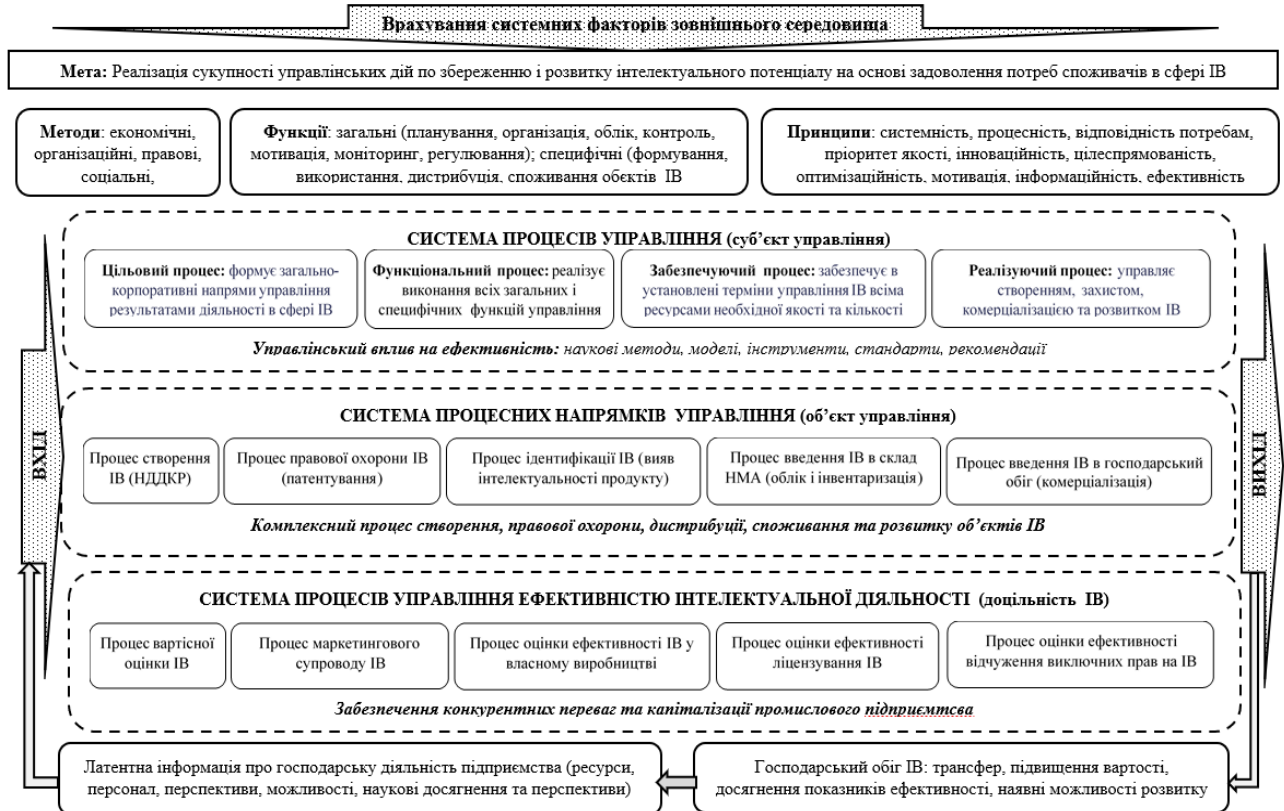 Врахування системних факторів зовнішнього середовища
Мета: Реалізація сукупності управлінських дій по збереженню і розвитку інтелектуального потенціалу на основі задоволення потреб споживачів в сфері ІВ
Методи: економічні,
організаційні, правові,
соціальні,
Функції: загальні (планування, організація, облік, контроль,
мотивація, моніторинг, регулювання); специфічні (формування,
використання, дистрибуція, споживання обєктів ІВ
Принципи: системність, процесність, відповідність потребам,
пріоритет якості, інноваційність, цілеспрямованість,
оптимізаційність, мотивація, інформаційність, ефективність
ВХІД
СИСТЕМА ПРОЦЕСІВ УПРАВЛІННЯ (суб’єкт управління)
Цільовий процес: формує загально-
корпоративні напрями управління
результатами діяльності в сфері ІВ
Функціональний процес: реалізує
виконання всіх загальних і
специфічних функцій управління
Забезпечуючий процес: забезпечує в
установлені терміни управління ІВ всіма
ресурсами необхідної якості та кількості
Реалізуючий процес: управляє
створенням, захистом,
комерціалізацією та розвитком ІВ
Управлінський вплив на ефективність: наукові методи, моделі, інструменти, стандарти, рекомендації
СИСТЕМА ПРОЦЕСНИХ НАПРЯМКІВ УПРАВЛІННЯ (об’єкт управління)
Процес створення
ІВ (НДДКР)
Процес правової охорони ІВ
(патентування)
Процес ідентифікації ІВ (вияв
інтелектуальності продукту)
Процес введення ІВ в склад
НМА (облік і інвентаризація)
Процес введення ІВ в господарський
обіг (комерціалізація)
Комплексний процес створення, правової охорони, дистрибуції, споживання та розвитку об’єктів ІВ
СИСТЕМА ПРОЦЕСІВ УПРАВЛІННЯ ЕФЕКТИВНІСТЮ ІНТЕЛЕКТУАЛЬНОЇ ДІЯЛЬНОСТІ (доцільність ІВ)
Процес вартісної
оцінки ІВ
Процес маркетингового
супроводу ІВ
Процес оцінки ефективності ІВ у
власному виробництві
Процес оцінки ефективності
ліцензування ІВ
Процес оцінки ефективності
відчуження виключних прав на ІВ
Забезпечення конкурентних переваг та капіталізації промислового підприємтсва
ВИХІД
Латентна інформація про господарську діяльність підприємства (ресурси,
персонал, перспективи, можливості, наукові досягнення та перспективи)
Господарський обіг ІВ: трансфер, підвищення вартості,
досягнення показників ефективності, наявні можливості розвитку